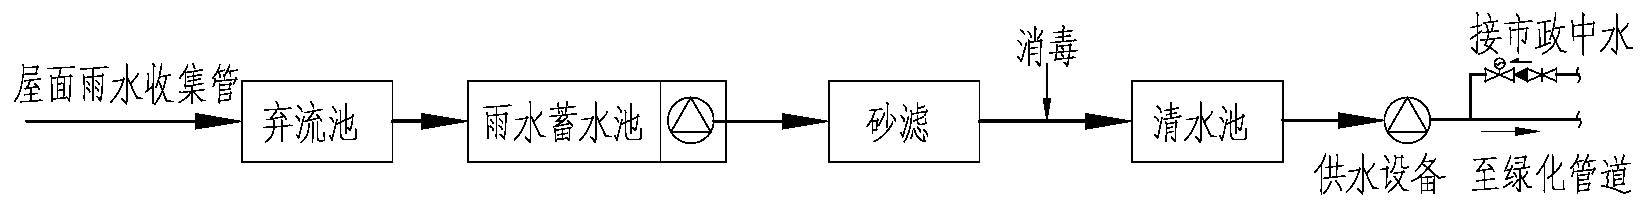 屋面雨水收集管
弃流池
雨水蓄水池
砂滤
消毒
清水池
供水设备
接市政中水
至绿化管道